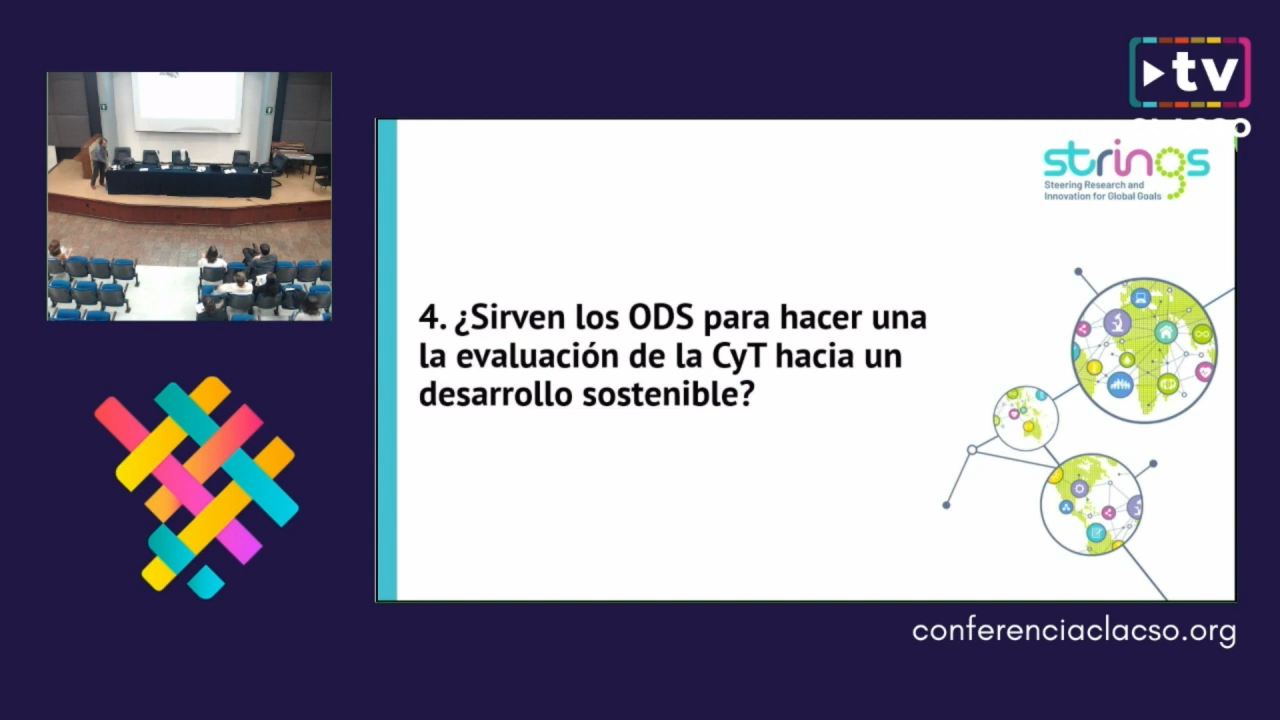 tv
strings
Steering Research and
Innovation for Global Goals
4. ¿Sirven los ODS para hacer una
la evaluación de la CyT hacia un
desarrollo sostenible?
conferenciaclacso.org